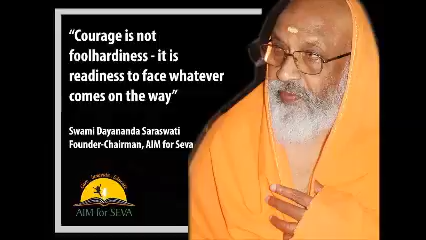 “Courage is not
foolhardiness - it is
readiness to face whatever
comes on the way”
Swami Dayananda Saraswati
Founder-Chairman, AIM for Seva
AIM for SEVA